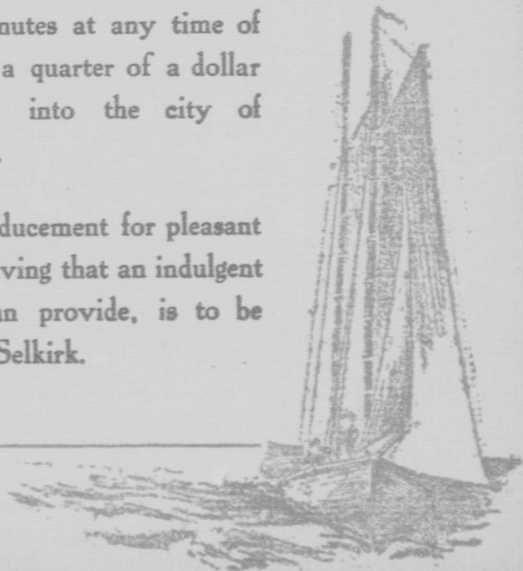 nutes at any time of
a quarter of a dollar
into the city of
ducement for pleasant
ving that an indulgent
n provide, is to be
Selkirk.